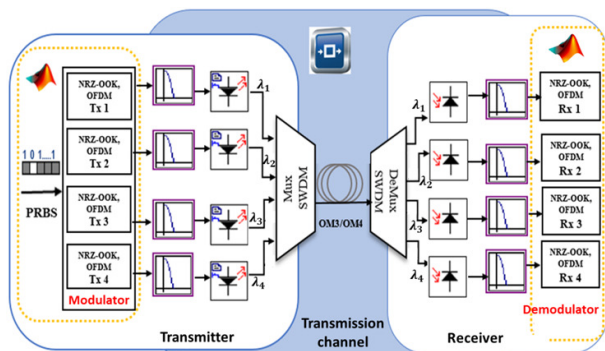 NRZ-OOK,
OFDM
Tx 1
NRZ-OOK,
OFDM
Tx 2
NRZ-OOK,
OFDM
Tx 3
NRZ-OOK,
OFDM
Tx 4
1 0 1....1
PRBS
Modulator
λ1
λ2
λ3
λ4
Mux
SWDM
Transmitter
OM3/OM4
Transmission
channel
DeMux
SWDM
λ1
λ2
λ3
λ4
NRZ-OOK,
OFDM
Rx 1
NRZ-OOK,
OFDM
Rx 2
NRZ-OOK,
OFDM
Rx 3
NRZ-OOK,
OFDM
Rx 4
Demodulator
Receiver